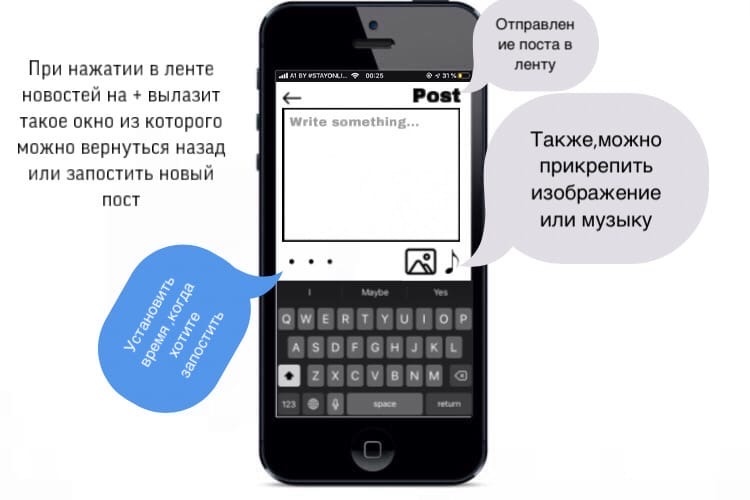 При нажатии в ленте
новостей на + вылазит
такое окно из которого
можно вернуться назад
или запостить новый
пост
Отправлен
ие поста в
ленту
A1 BY #STAYONLI... 00:25 31%
← Post
Write something...
Также,можно
прикрепить
изображение
или музыку
. . .
Установить
время ,когда
хотите
запостить
I Maybe Yes
Q W E R T Y U I O P
A S D F G H J K L
Z X C V B N M
123 space return